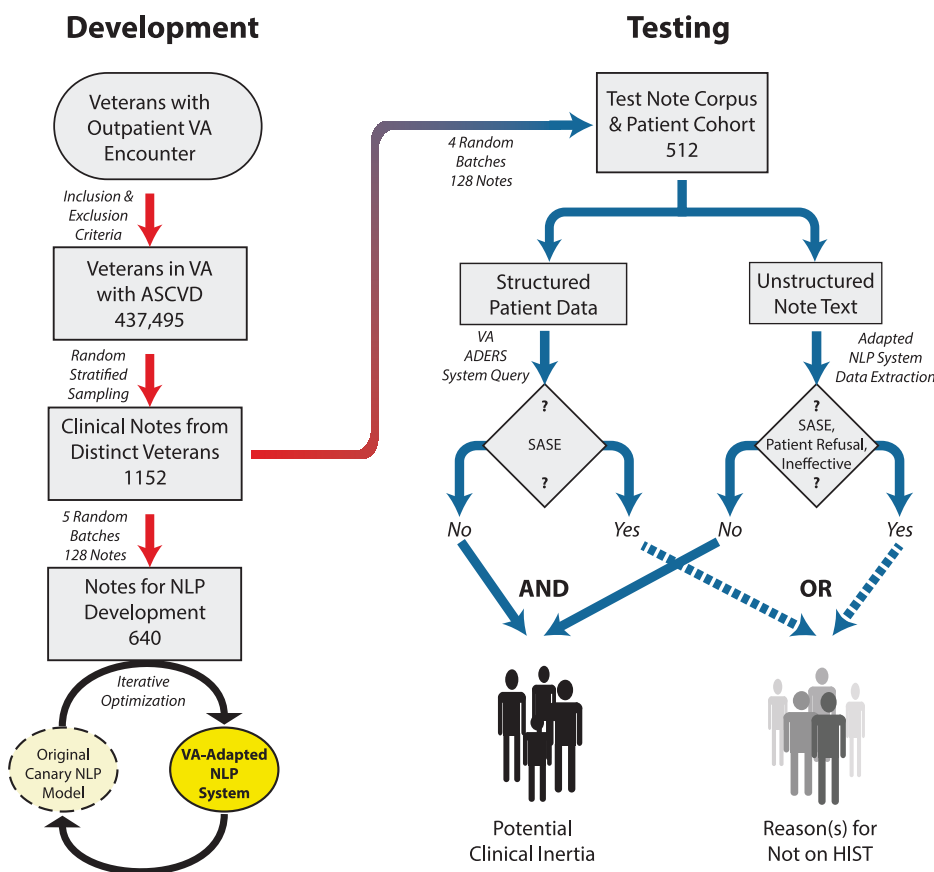 Development
Veterans with
Outpatient VA
Encounter
Inclusion &
Exclusion
Criteria
Veterans in VA
with ASCVD
437,495
Random
Stratified
Sampling
Clinical Notes from
Distinct Veterans
1152
5 Random
Batches
128 Notes
Notes for NLP
Development
640
Iterative
Optimization
Original
Canary NLP
Model
VA-Adapted
NLP
System
Testing
4 Random
Batches
128 Notes
Test Note Corpus
& Patient Cohort
512
Structured
Patient Data
VA
ADERS
System Query
?
SASE
?
No
Yes
Unstructured
Note Text
Adapted
NLP System
Data Extraction
?
SASE,
Patient Refusal,
Ineffective
?
No
Yes
AND
OR
Potential
Clinical Inertia
Reason(s) for
Not on HIST